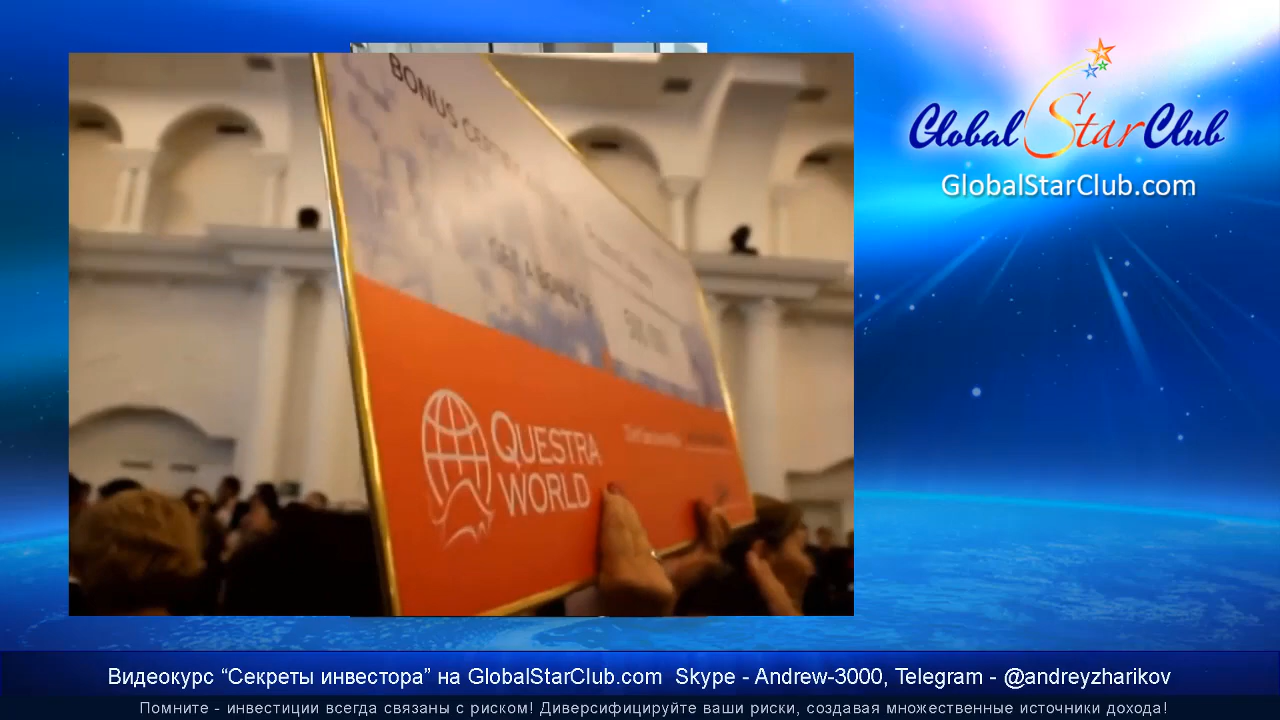 Global Star Club
GlobalStarClub.com
BONUS
QUESTRA
WORLD
Видеокурс “Секреты инвестора” на GlobalStarClub.com Skype - Andrew-3000, Telegram - @andreyzharikov
Помните - инвестиции всегда связаны с риском! Диверсифицируйте ваши риски, создавая множественные источники дохода!